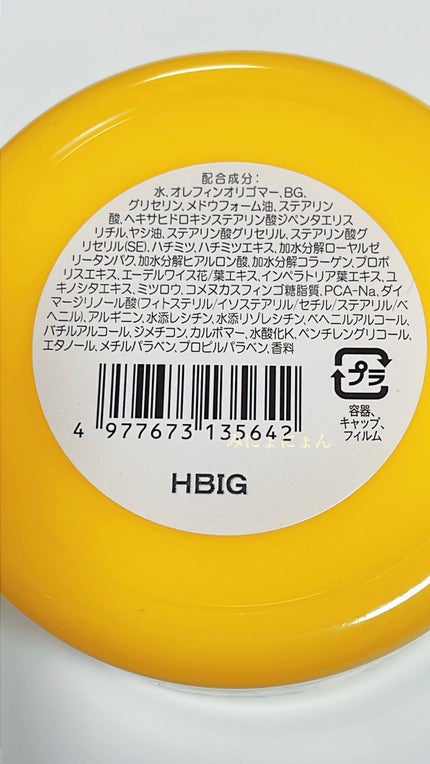 配合成分:
水、オレフィンオリゴマー、BG、
グリセリン、メドウフォーム油、ステアリン
酸、ヘキサヒドロキシステアリン酸ジペンタエリス
リチル、ヤシ油、ステアリン酸グリセリル、ステアリン酸グ
リセリル(SE)、ハチミツ、ハチミツエキス、加水分解ローヤルゼ
リータンパク、加水分解ヒアルロン酸、加水分解コラーゲン、プロポ
リスエキス、エーデルワイス花/葉エキス、インペラトリア葉エキス、ユ
キノシタエキス、ミツロウ、コメヌカスフィンゴ糖脂質、PCA-Na、ダイ
マージリノール酸(フィトステリル/イソステアリル/セチル/ステアリル/ベ
ヘニル)、アルギニン、水添レシチン、水添リゾレシチン、ベヘニルアルコール、
バチルアルコール、ジメチコン、カルボマー、水酸化K、ペンチレングリコール、
エタノール、メチルパラベン、プロピルパラベン、香料
プラ
容器、
キャップ、
フィルム
4 977673 135642
みにょにょん
HBIG